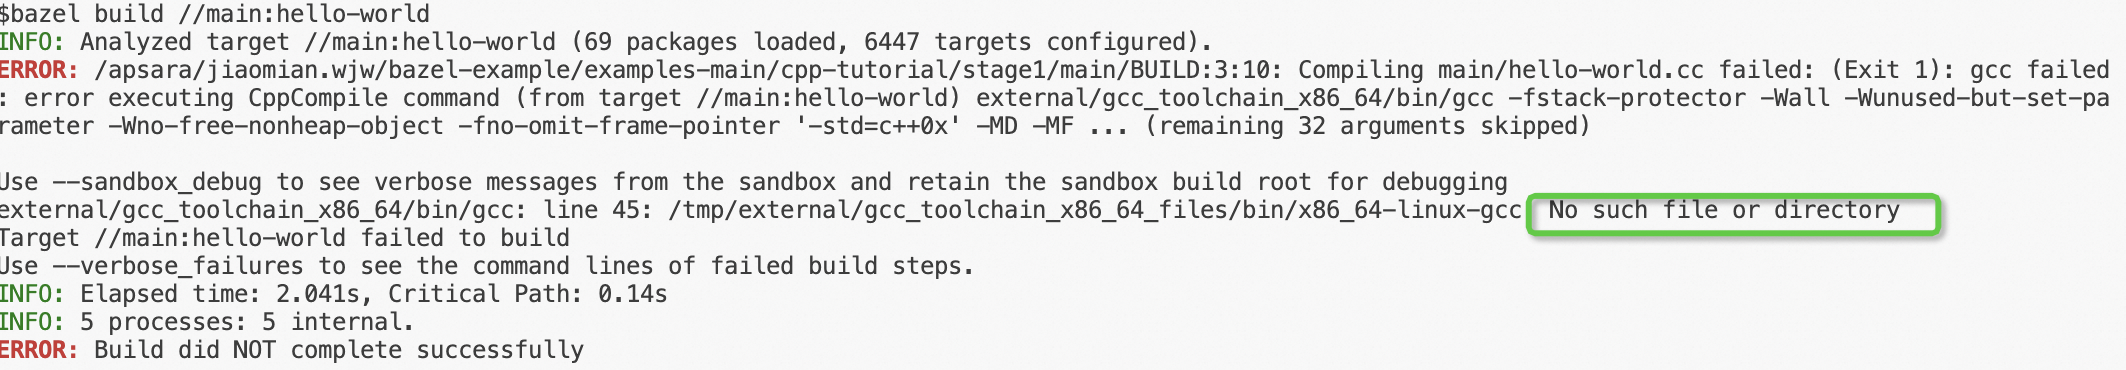 $bazel build //main:hello-world
INFO: Analyzed target //main:hello-world (69 packages loaded, 6447 targets configured).
ERROR: /apsara/jiaomian.wjw/bazel-example/examples-main/cpp-tutorial/stage1/main/BUILD:3:10: Compiling main/hello-world.cc failed: (Exit 1): gcc failed
: error executing CppCompile command (from target //main:hello-world) external/gcc_toolchain_x86_64/bin/gcc -fstack-protector -Wall -Wunused-but-set-pa
rameter -Wno-free-nonheap-object -fno-omit-frame-pointer '-std=c++0x' -MD -MF ... (remaining 32 arguments skipped)
Use --sandbox_debug to see verbose messages from the sandbox and retain the sandbox build root for debugging
external/gcc_toolchain_x86_64/bin/gcc: line 45: /tmp/external/gcc_toolchain_x86_64_files/bin/x86_64-linux-gcc No such file or directory
Target //main:hello-world failed to build
Use --verbose_failures to see the command lines of failed build steps.
INFO: Elapsed time: 2.041s, Critical Path: 0.14s
INFO: 5 processes: 5 internal.
ERROR: Build did NOT complete successfully